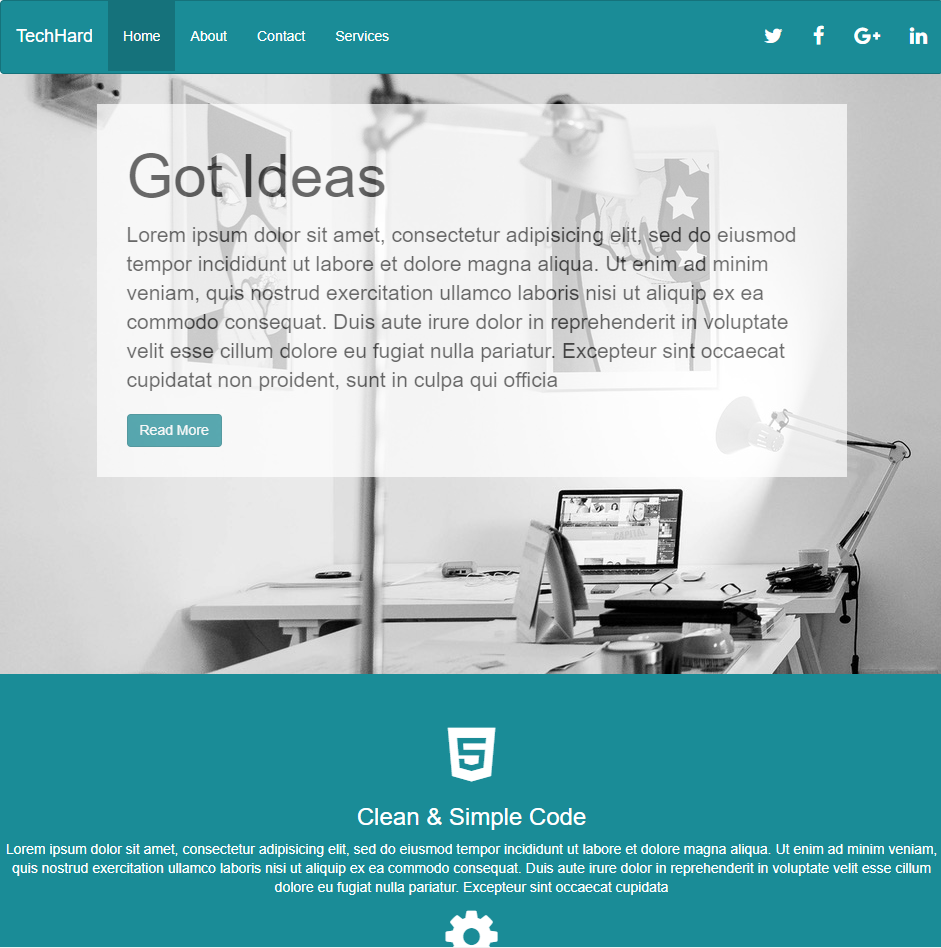 TechHard Home About Contact Services
Got Ideas
Lorem ipsum dolor sit amet, consectetur adipisicing elit, sed do eiusmod
tempor incididunt ut labore et dolore magna aliqua. Ut enim ad minim
veniam, quis nostrud exercitation ullamco laboris nisi ut aliquip ex ea
commodo consequat. Duis aute irure dolor in reprehenderit in voluptate
velit esse cillum dolore eu fugiat nulla pariatur. Excepteur sint occaecat
cupidatat non proident, sunt in culpa qui officia
Read More
Clean & Simple Code
Lorem ipsum dolor sit amet, consectetur adipisicing elit, sed do eiusmod tempor incididunt ut labore et dolore magna aliqua. Ut enim ad minim veniam,
quis nostrud exercitation ullamco laboris nisi ut aliquip ex ea commodo consequat. Duis aute irure dolor in reprehenderit in voluptate velit esse cillum
dolore eu fugiat nulla pariatur. Excepteur sint occaecat cupidata